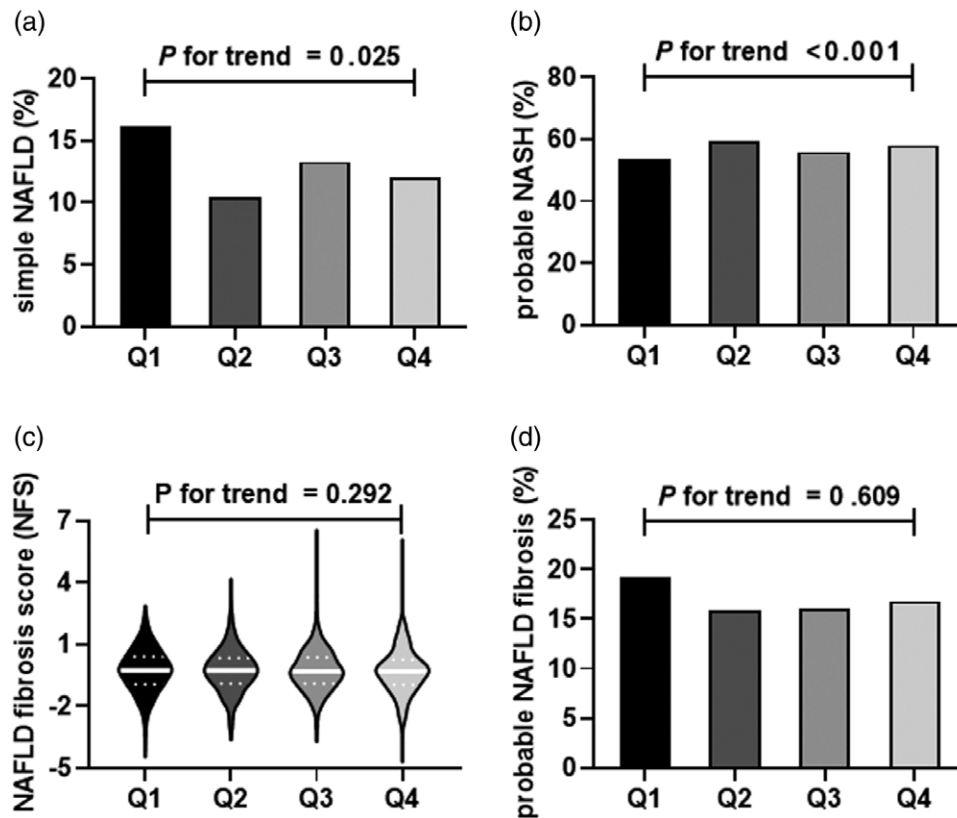 (a)
P for trend = 0.025
simple NAFLD (%)
20
15
10
5
0
Q1 Q2 Q3 Q4
(b)
P for trend <0.001
probable NASH (%)
80
60
40
20
0
Q1 Q2 Q3 Q4
(c)
P for trend = 0.292
NAFLD fibrosis score (NFS)
7
4
1
-2
-5
Q1 Q2 Q3 Q4
(d)
P for trend = 0 .609
probable NAFLD fibrosis (%)
25
20
15
10
5
0
Q1 Q2 Q3 Q4